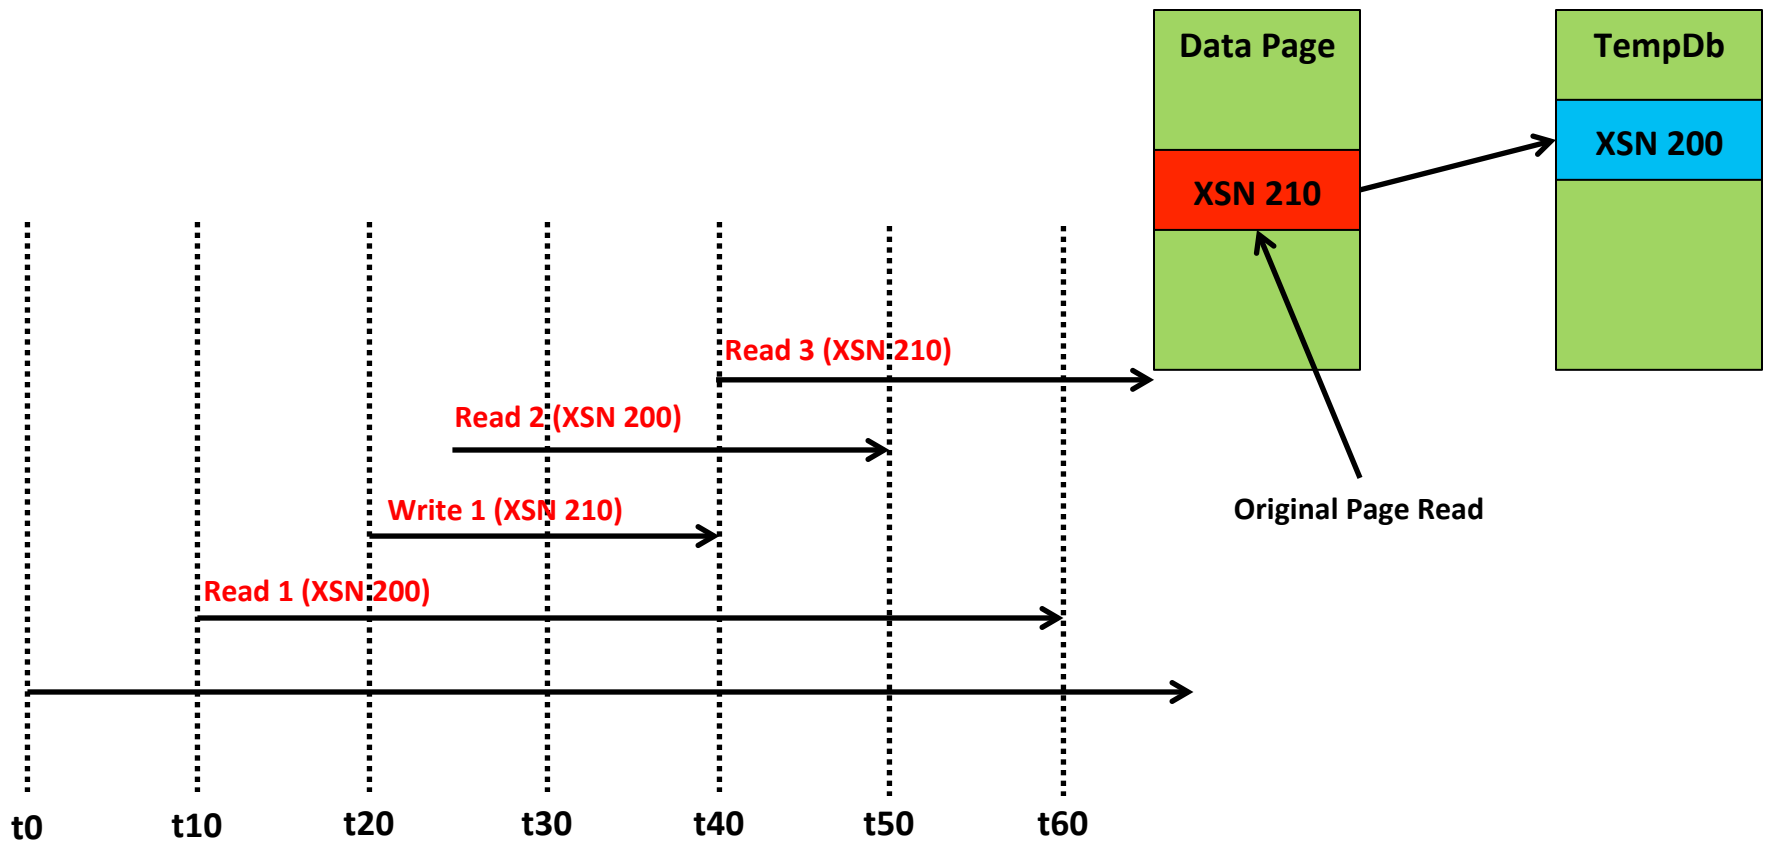 Data Page
TempDb
XSN 200
XSN 210
Read 3 (XSN 210)
Read 2 (XSN 200)
Write 1 (XSN 210)
Original Page Read
Read 1 (XSN 200)
t0
t10
t20
t30
t40
t50
t60